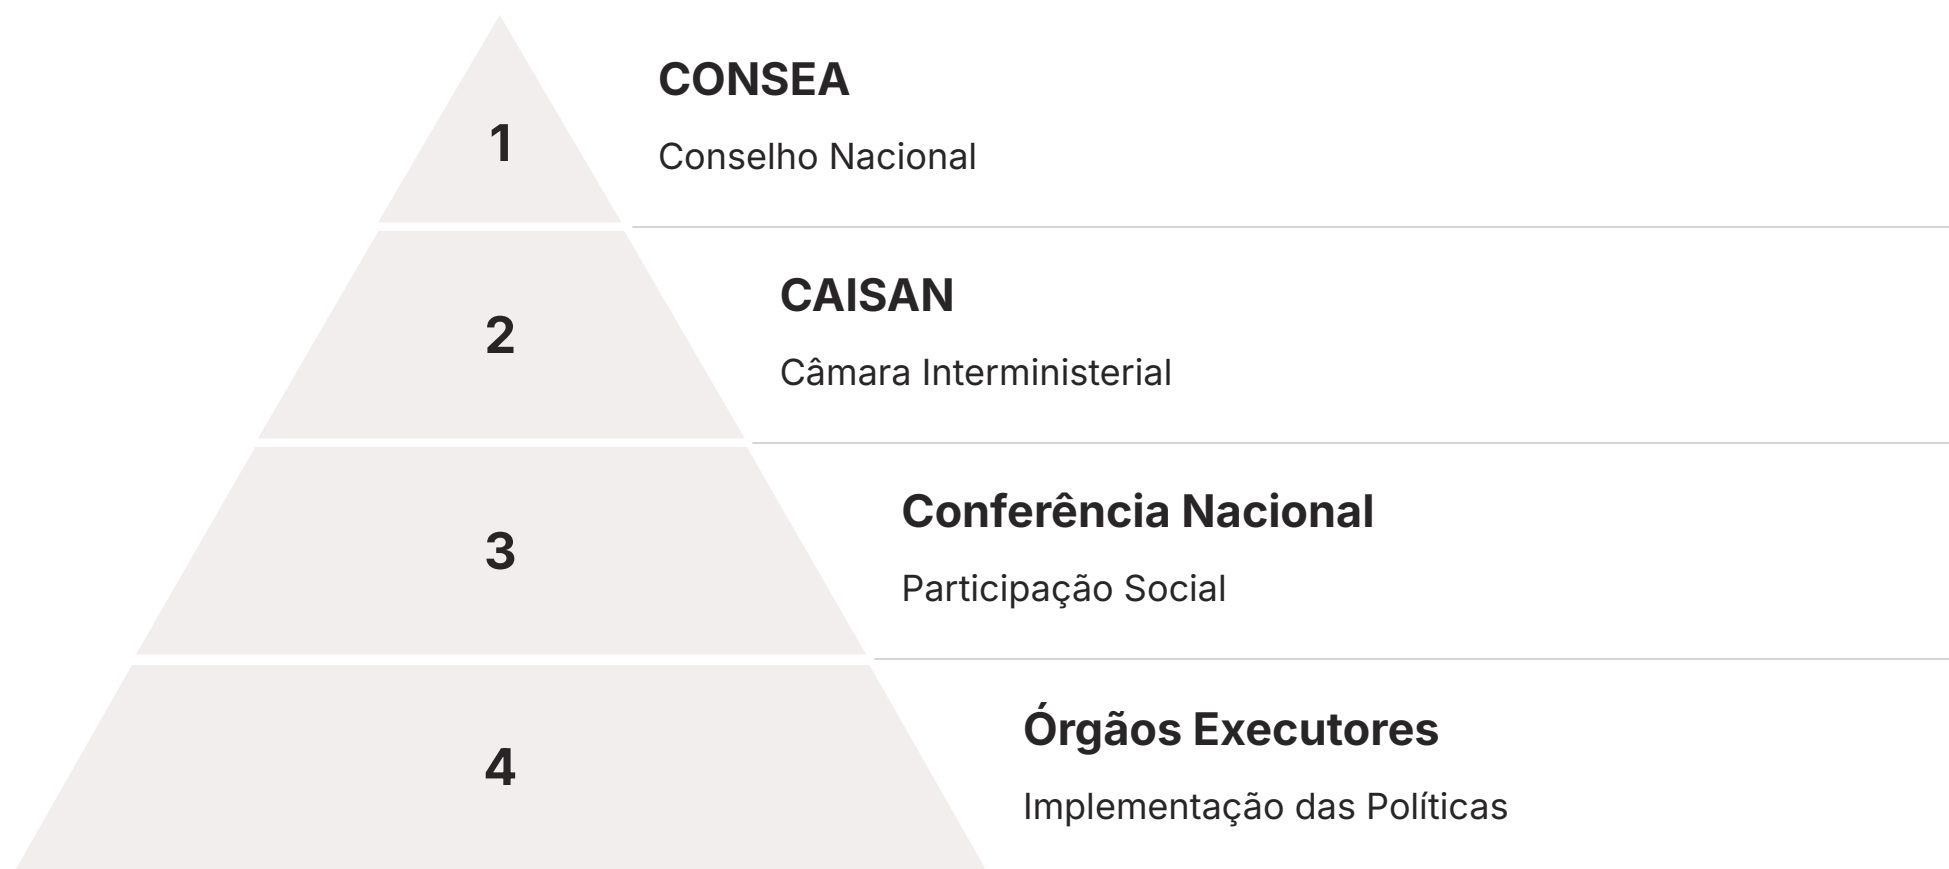 1
CONSEA
Conselho Nacional
2
CAISAN
Câmara Interministerial
3
Conferência Nacional
Participação Social
4
Órgãos Executores
Implementação das Políticas